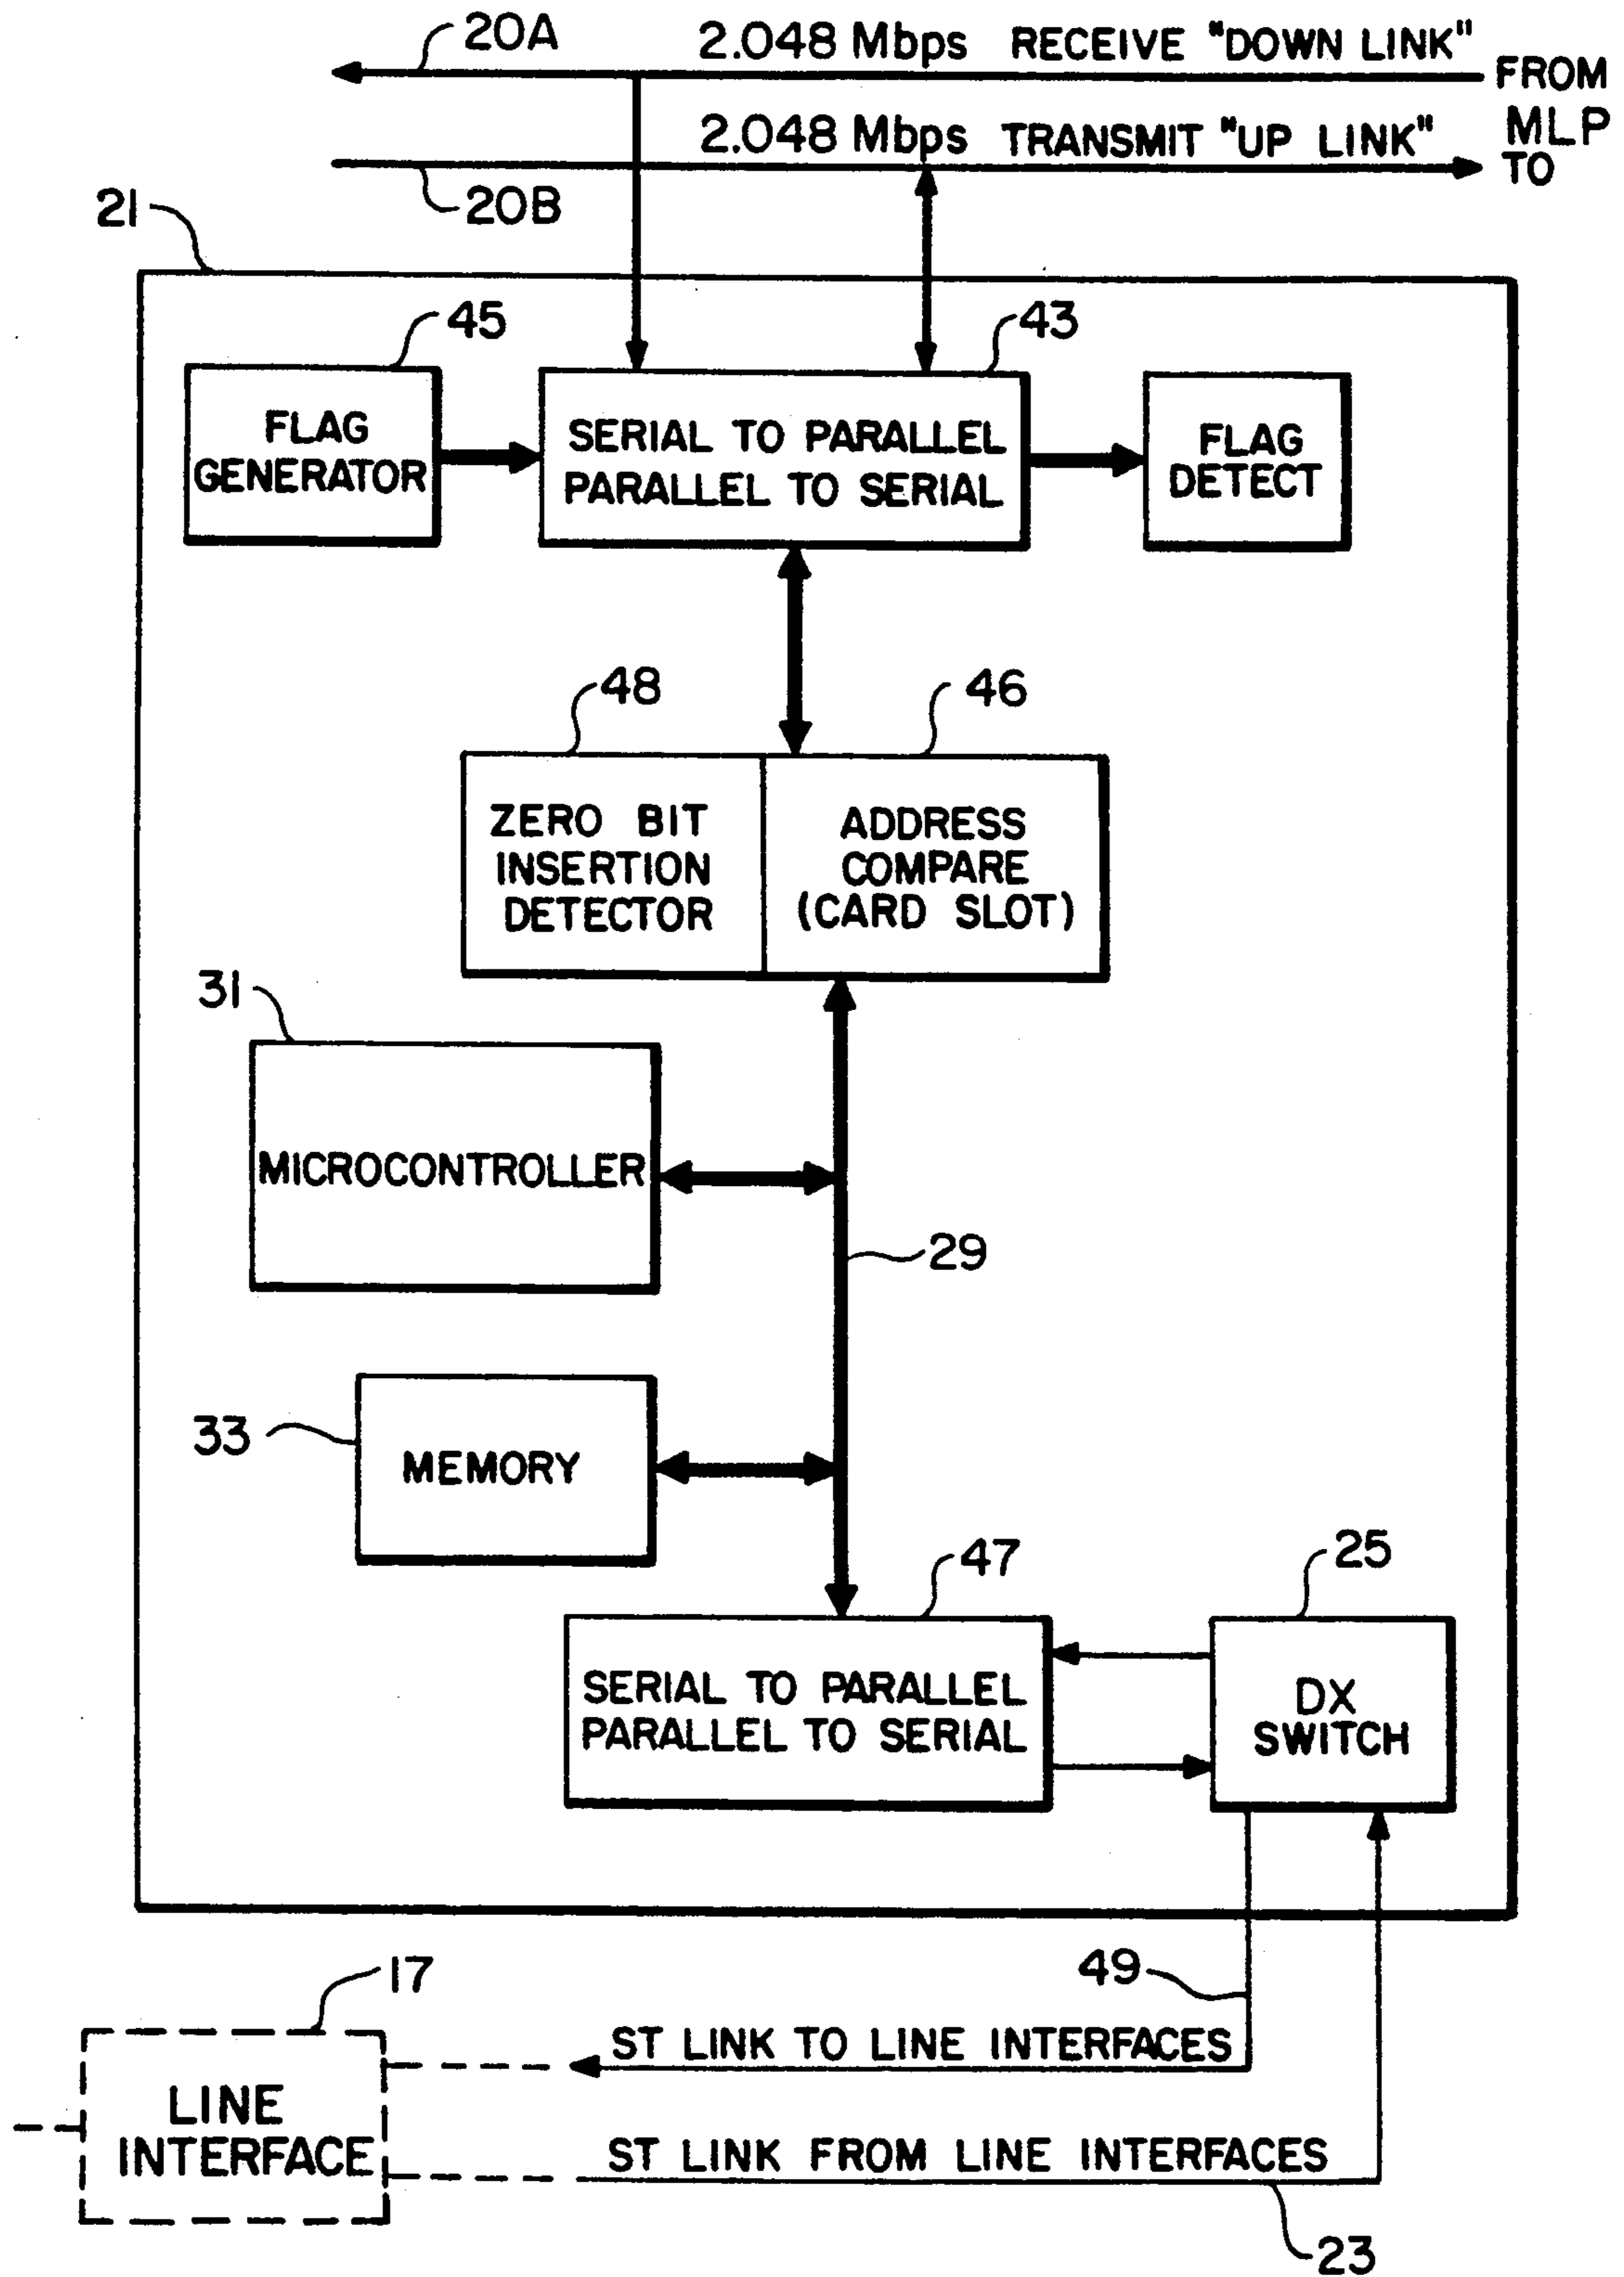 20A
2.048 Mbps RECEIVE "DOWN LINK"
FROM
MLP
TO
2.048 Mbps TRANSMIT "UP LINK"
20B
21
45
43
FLAG
GENERATOR
SERIAL TO PARALLEL
PARALLEL TO SERIAL
FLAG
DETECT
48
46
ZERO BIT
INSERTION
DETECTOR
ADDRESS
COMPARE
(CARD SLOT)
31
MICROCONTROLLER
29
33
MEMORY
47
25
SERIAL TO PARALLEL
PARALLEL TO SERIAL
DX
SWITCH
49
17
ST LINK TO LINE INTERFACES
LINE
INTERFACE
ST LINK FROM LINE INTERFACES
23